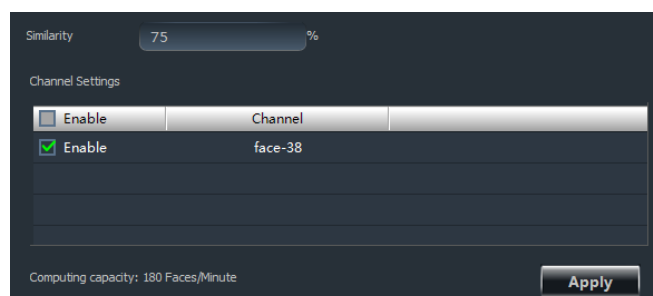 Similarity 75 %
Channel Settings
Enable Channel
Enable face-38
Computing capacity: 180 Faces/Minute Apply